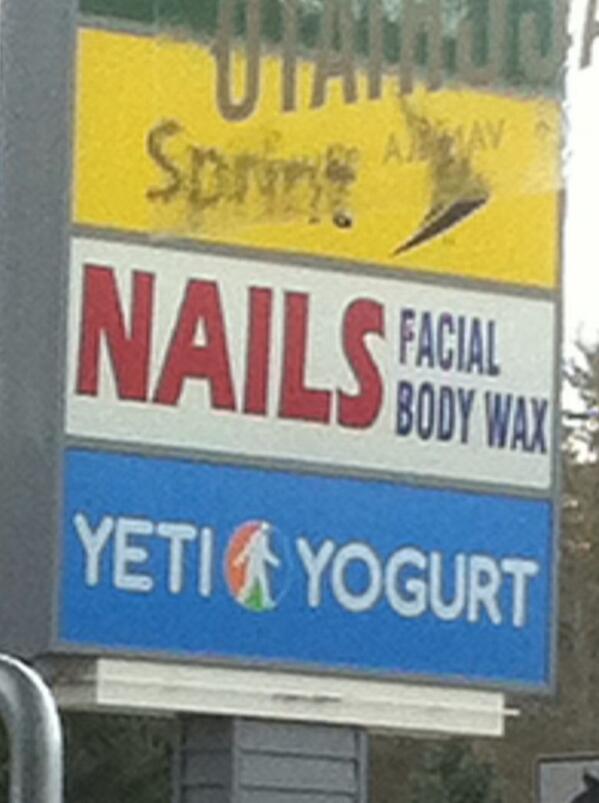 Sprint
NAILS
FACIAL
BODY WAX
YETI YOGURT